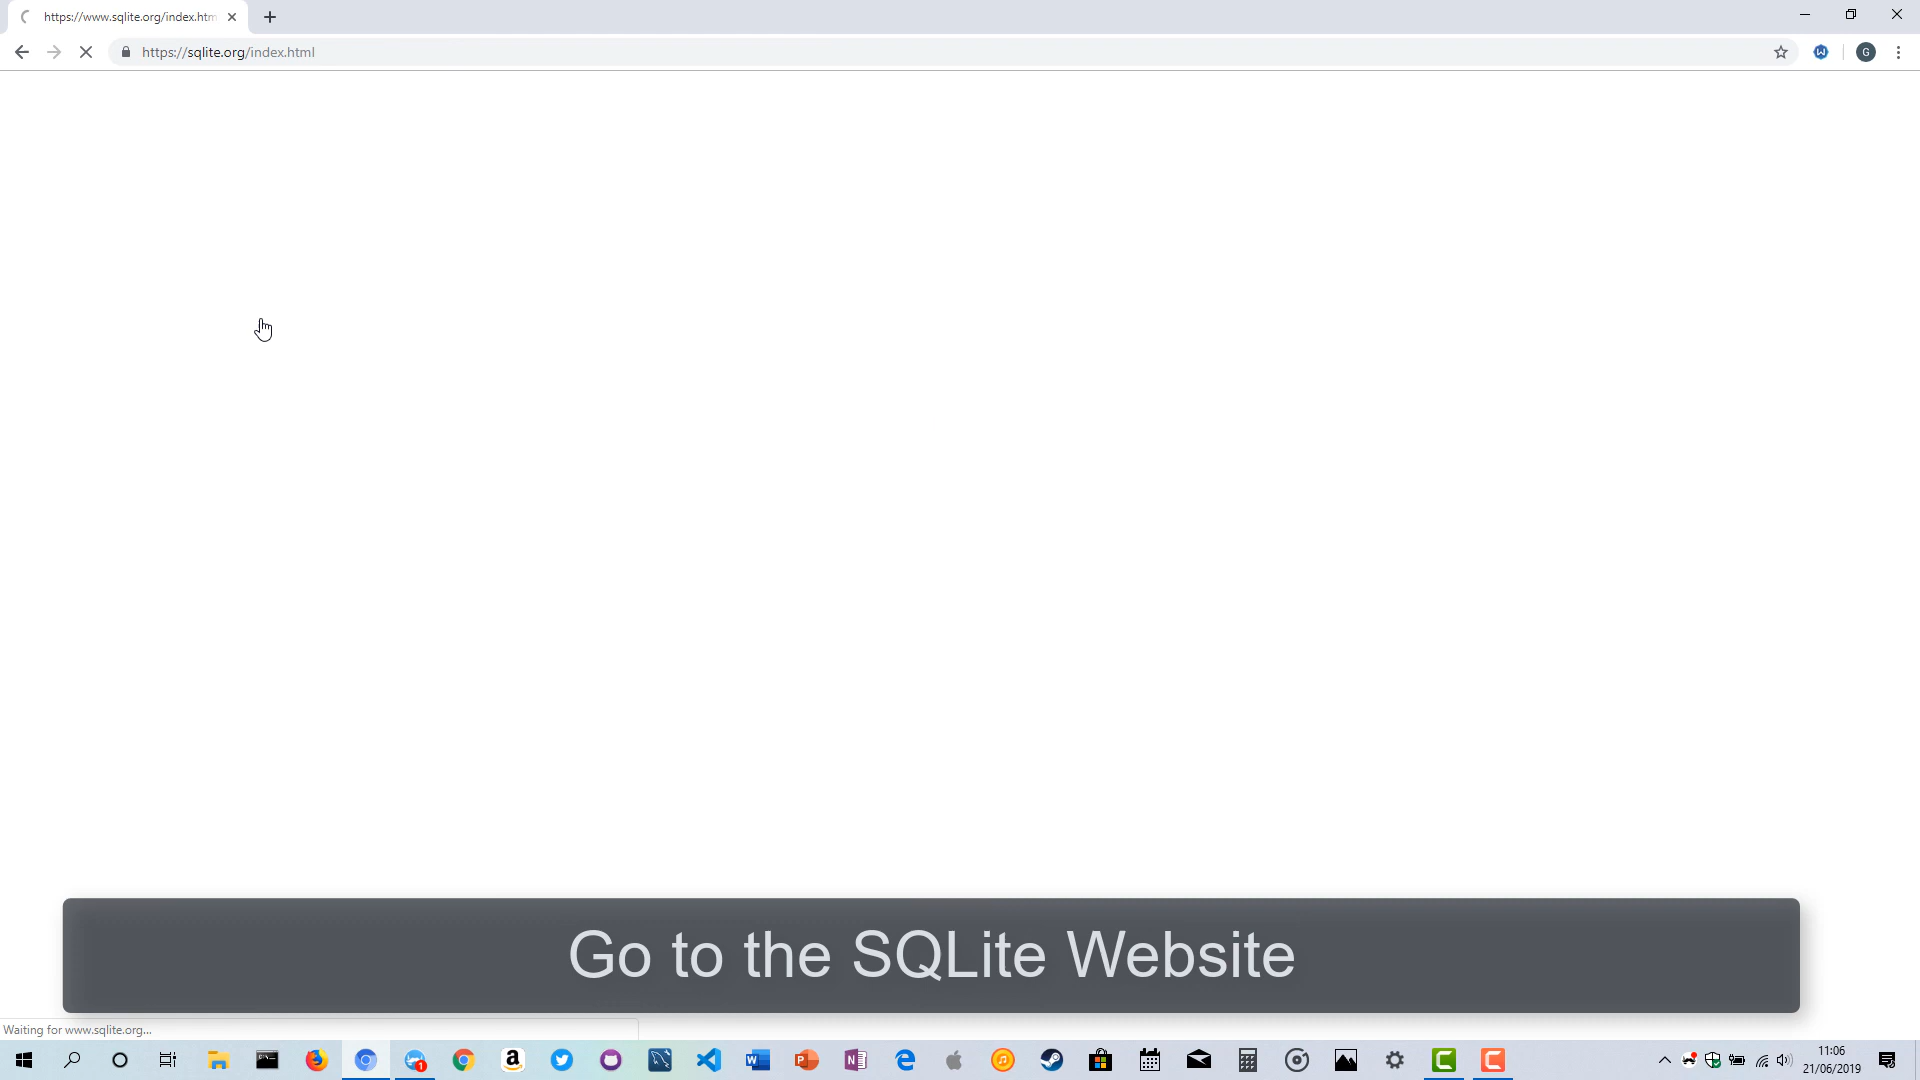 https://www.sqlite.org/index.htm
https://sqlite.org/index.html
G
Go to the SQLite Website
Waiting for www.sqlite.org...
1
11:06
21/06/2019